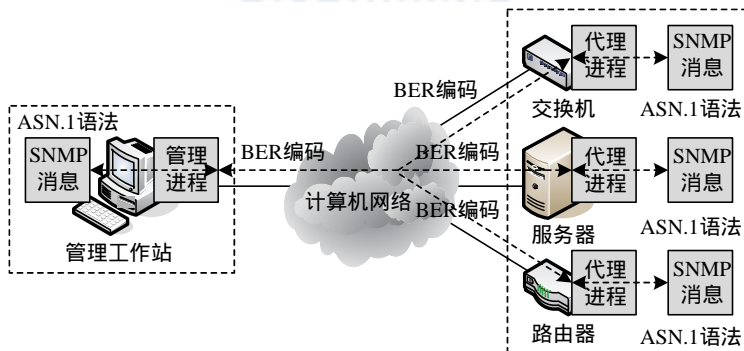 ASN.1语法
SNMP
消息
管理
进程
管理工作站
BER编码
计算机网络
BER编码
BER编码
BER编码
代理
进程
SNMP
消息
交换机
ASN.1语法
代理
进程
SNMP
消息
服务器
ASN.1语法
代理
进程
SNMP
消息
路由器
ASN.1语法